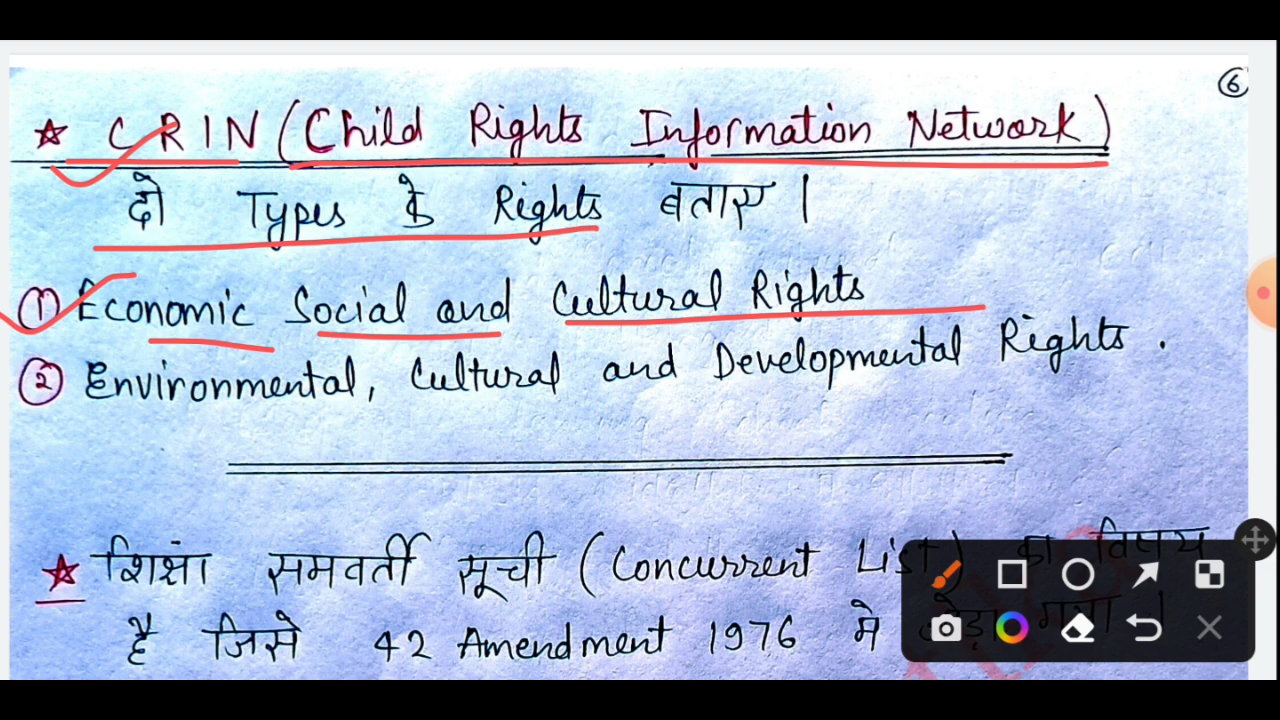 6
☆ CRIN (Child Rights Information Network)
दो Types के Rights बताए।
① Economic Social and Cultural Rights
② Environmental, Cultural and Developmental Rights.
☆ शिक्षां समवर्ती सूची (Concurrent List) का विषय
है जिसे 42 Amendment 1976 मे